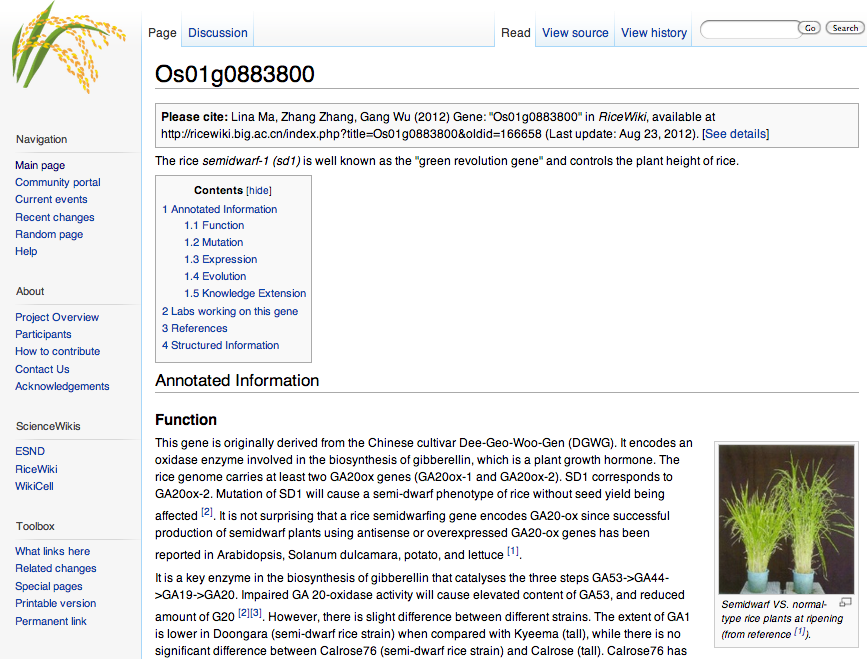 Page
Discussion
Read
View source
View history
Go
Search
Os01g0883800
Please cite: Lina Ma, Zhang Zhang, Gang Wu (2012) Gene: "Os01g0883800" in RiceWiki, available at
http://ricewiki.big.ac.cn/index.php?title=Os01g0883800&oldid=166658 (Last update: Aug 23, 2012). [See details]
The rice semidwarf-1 (sd1) is well known as the "green revolution gene" and controls the plant height of rice.
Navigation
Main page
Community portal
Current events
Recent changes
Random page
Help
About
Project Overview
Participants
How to contribute
Contact Us
Acknowledgements
ScienceWikis
ESND
RiceWiki
WikiCell
Toolbox
What links here
Related changes
Special pages
Printable version
Permanent link
Contents [hide]
1 Annotated Information
1.1 Function
1.2 Mutation
1.3 Expression
1.4 Evolution
1.5 Knowledge Extension
2 Labs working on this gene
3 References
4 Structured Information
Annotated Information
Function
This gene is originally derived from the Chinese cultivar Dee-Geo-Woo-Gen (DGWG). It encodes an
oxidase enzyme involved in the biosynthesis of gibberellin, which is a plant growth hormone. The
rice genome carries at least two GA20ox genes (GA20ox-1 and GA20ox-2). SD1 corresponds to
GA20ox-2. Mutation of SD1 will cause a semi-dwarf phenotype of rice without seed yield being
affected [2]. It is not surprising that a rice semidwarfing gene encodes GA20-ox since successful
production of semidwarf plants using antisense or overexpressed GA20-ox genes has been
reported in Arabidopsis, Solanum dulcamara, potato, and lettuce [1].
It is a key enzyme in the biosynthesis of gibberellin that catalyses the three steps GA53->GA44-
>GA19->GA20. Impaired GA 20-oxidase activity will cause elevated content of GA53, and reduced
amount of G20 [2][3]. However, there is slight difference between different strains. The extent of GA1
is lower in Doongara (semi-dwarf rice strain) when compared with Kyeema (tall), while there is no
significant difference between Calrose76 (semi-dwarf rice strain) and Calrose (tall). Calrose76 has
Semidwarf VS. normal-
type rice plants at ripening
(from reference [1]).